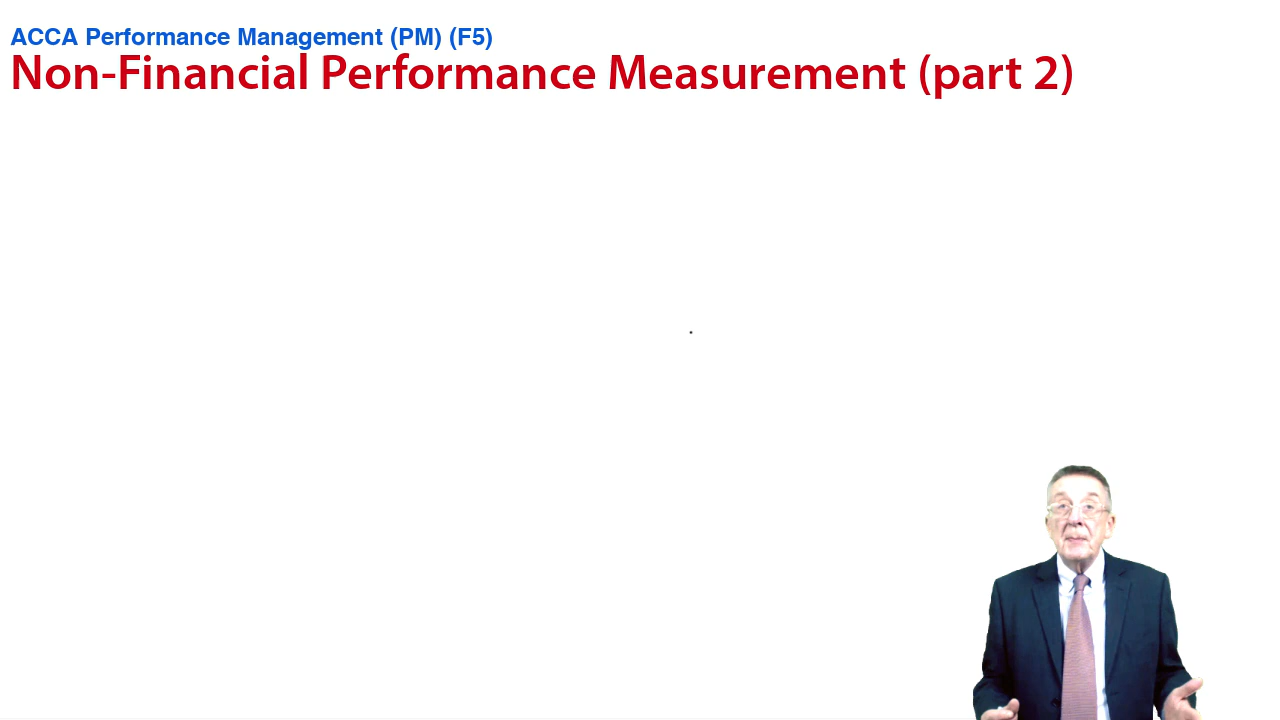 ACCA Performance Management (PM) (F5)
Non-Financial Performance Measurement (part 2)